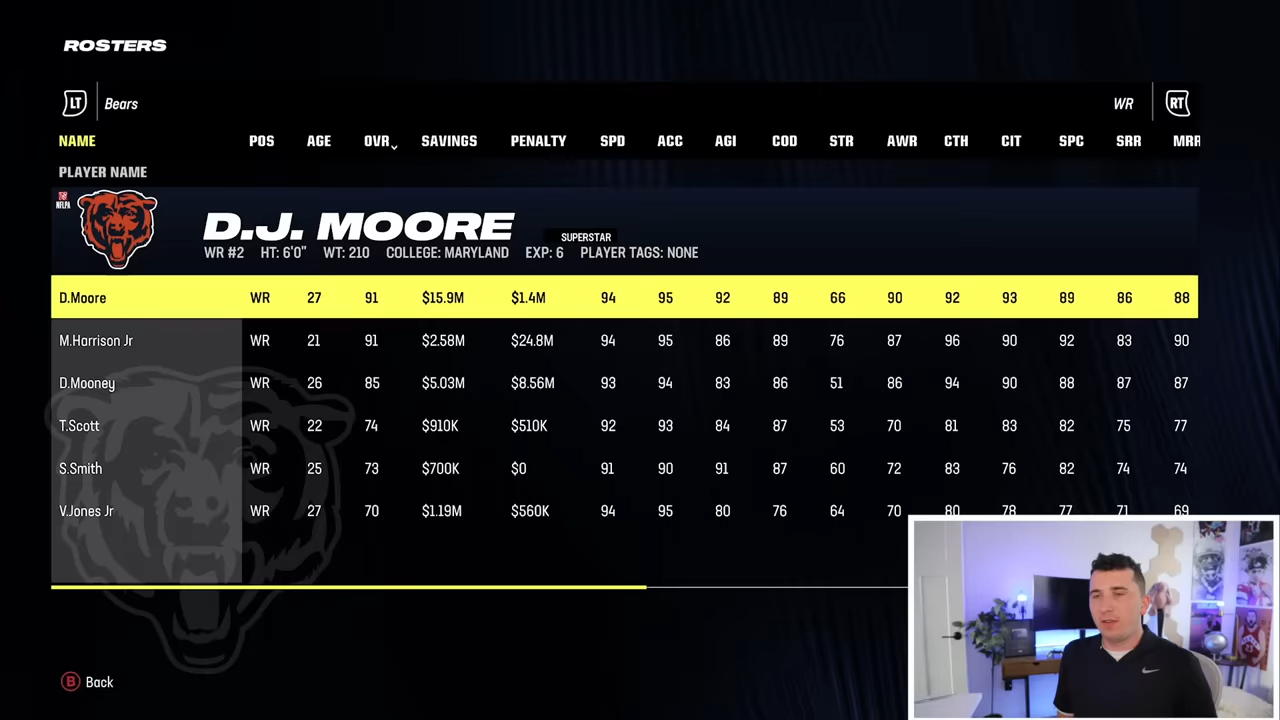 ROSTERS
LT Bears WR RT
NAME POS AGE OVR SAVINGS PENALTY SPD ACC AGI COD STR AWR CTH CIT SPC SRR MRR
PLAYER NAME
NFLPA
D.J. MOORE SUPERSTAR
WR #2 HT: 6'0" WT: 210 COLLEGE: MARYLAND EXP: 6 PLAYER TAGS: NONE
D.Moore WR 27 91 $15.9M $1.4M 94 95 92 89 66 90 92 93 89 86 88
M.Harrison Jr WR 21 91 $2.58M $24.8M 94 95 86 89 76 87 96 90 92 83 90
D.Mooney WR 26 85 $5.03M $8.56M 93 94 83 86 51 86 94 90 88 87 87
T.Scott WR 22 74 $910K $510K 92 93 84 87 53 70 81 83 82 75 77
S.Smith WR 25 73 $700K $0 91 90 91 87 60 72 83 76 82 74 74
V.Jones Jr WR 27 70 $1.19M $560K 94 95 80 76 64 70 80 78 77 71 69
B Back